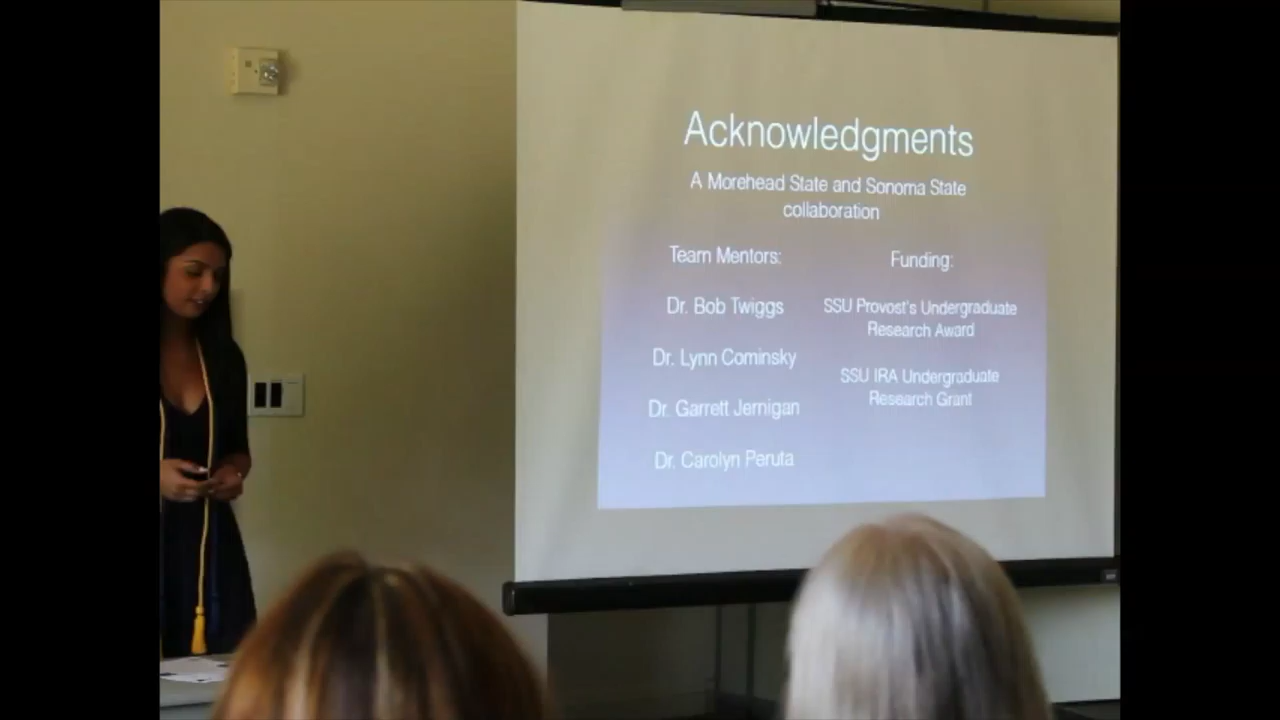 Acknowledgments
A Morehead State and Sonoma State
collaboration
Team Mentors:
Dr. Bob Twiggs
Dr. Lynn Cominsky
Dr. Garrett Jernigan
Dr. Carolyn Peruta
Funding:
SSU Provost's Undergraduate
Research Award
SSU IRA Undergraduate
Research Grant